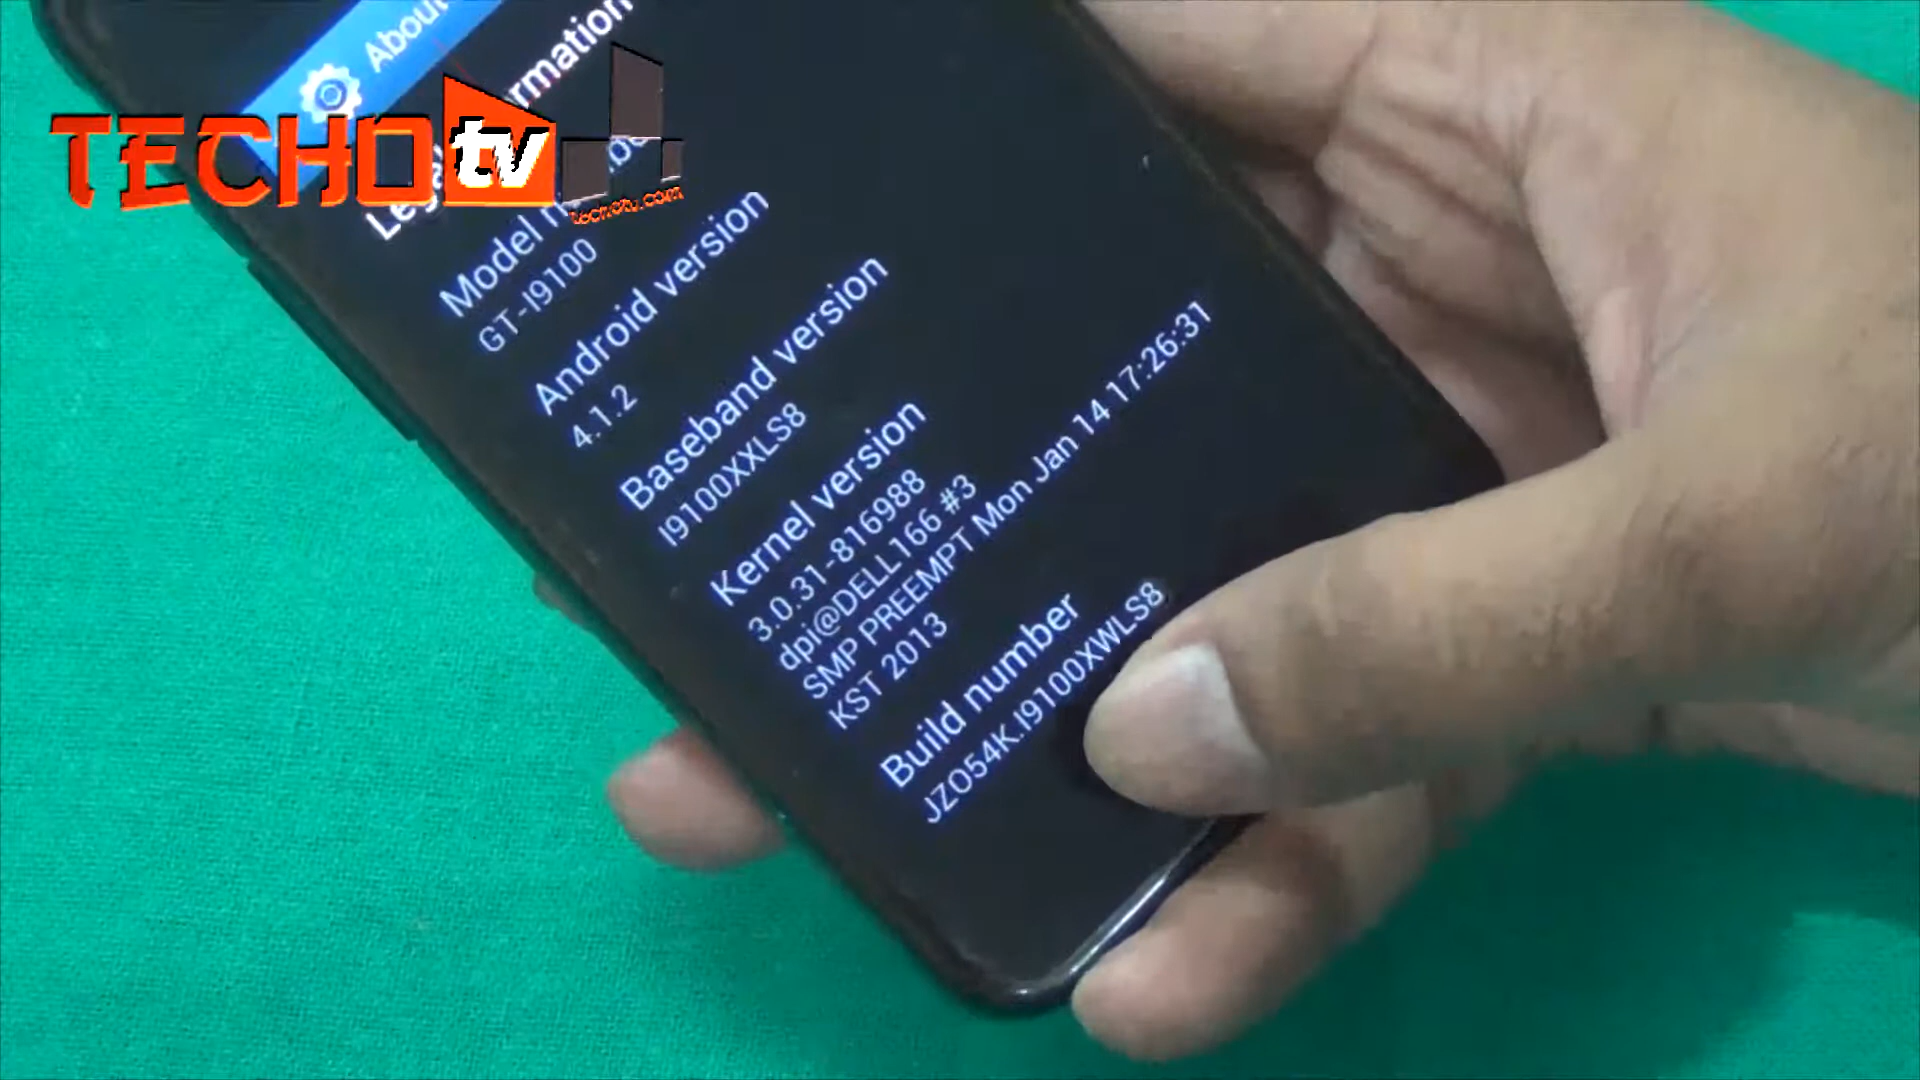 About
TECHO tv
techotv.com
Model
GT-I9100
Android version
4.1.2
Baseband version
I9100XXLS8
Kernel version
3.0.31-816988
dpi@DELL166 #3
SMP PREEMPT Mon Jan 14 17:26:31
KST 2013
Build number
JZO54K.I9100XWLS8